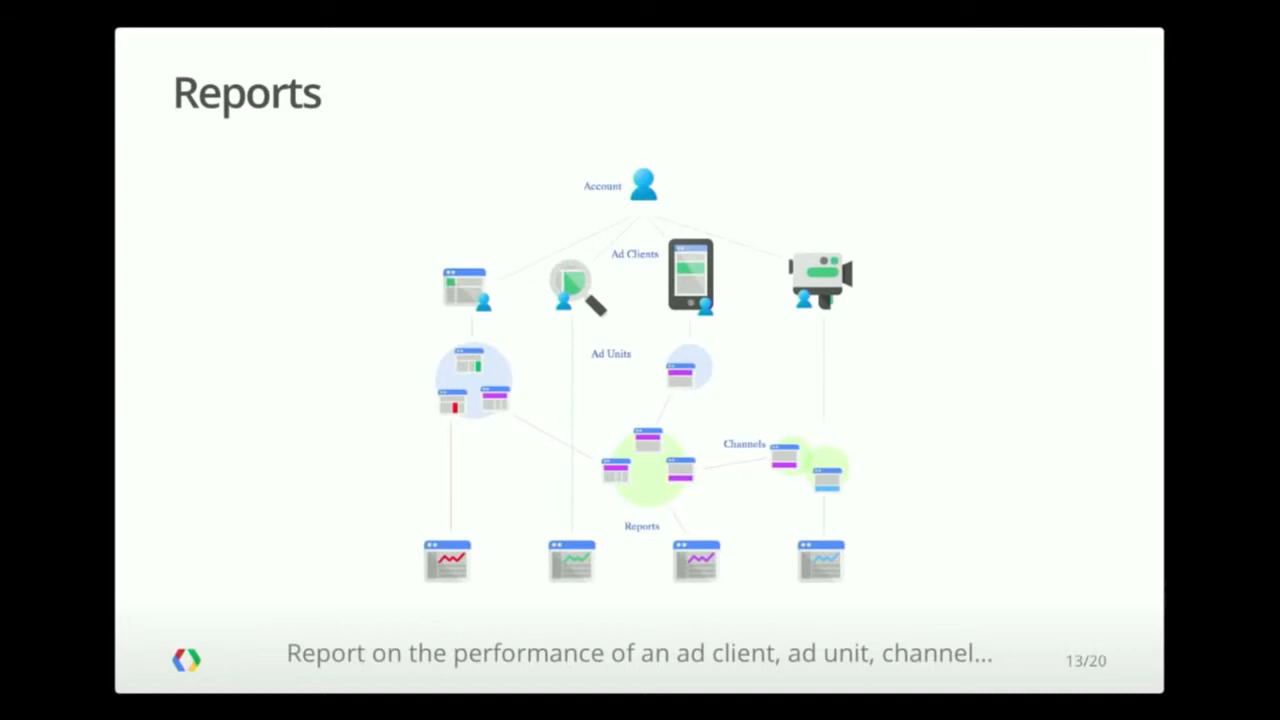 Reports
Account
Ad Clients
Ad Units
Channels
Reports
Report on the performance of an ad client, ad unit, channel...
13/20